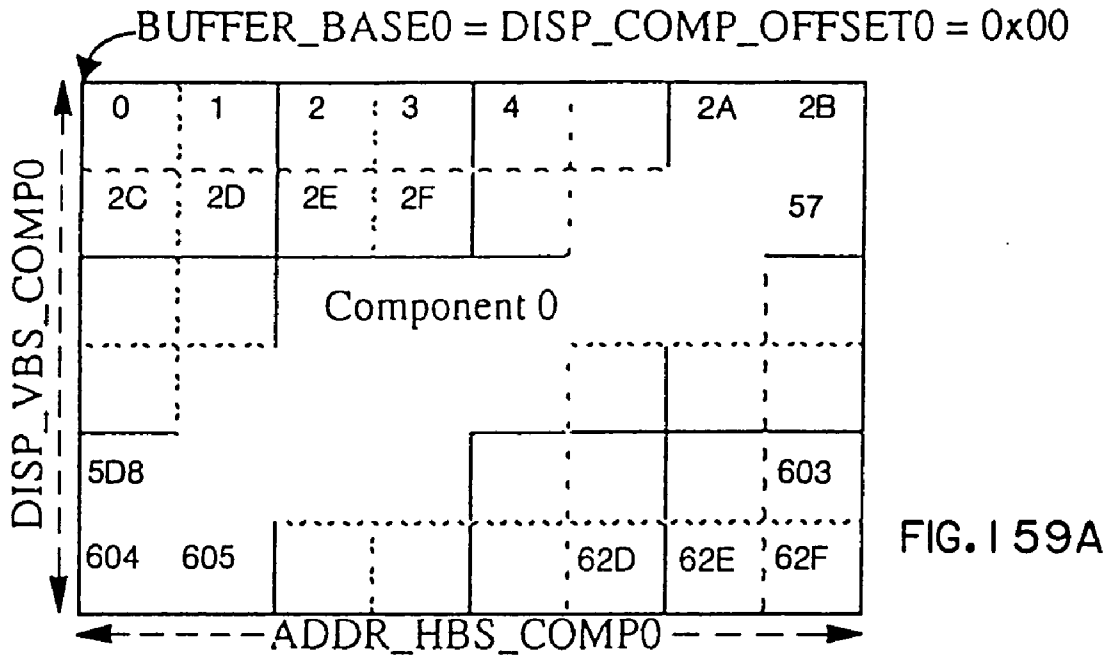 BUFFER_BASE0 = DISP_COMP_OFFSET0 = 0x00
0 1 2 3 4 2A 2B
2C 2D 2E 2F 57
Component 0
DISP_VBS_COMP0
5D8 603
604 605 62D 62E 62F
FIG. 159A
ADDR_HBS_COMP0